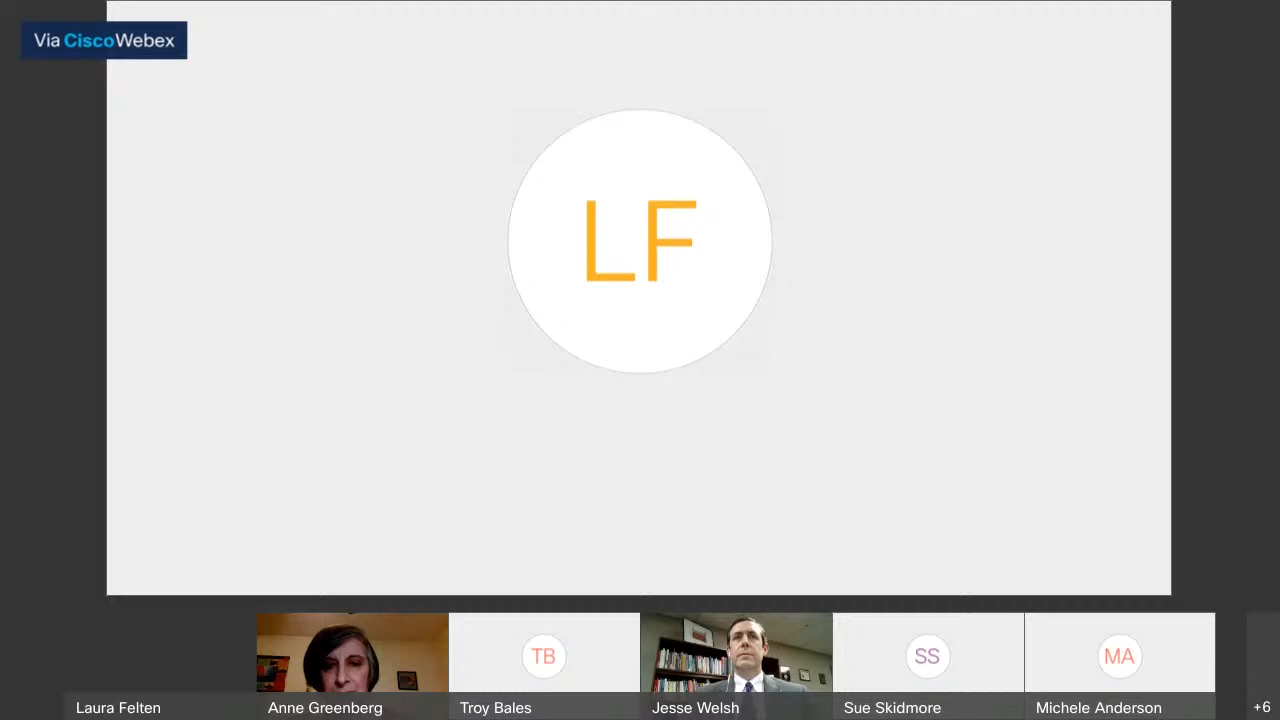 Via CiscoWebex
LF
TB
SS
MA
Laura Felten
Anne Greenberg
Troy Bales
Jesse Welsh
Sue Skidmore
Michele Anderson
+6